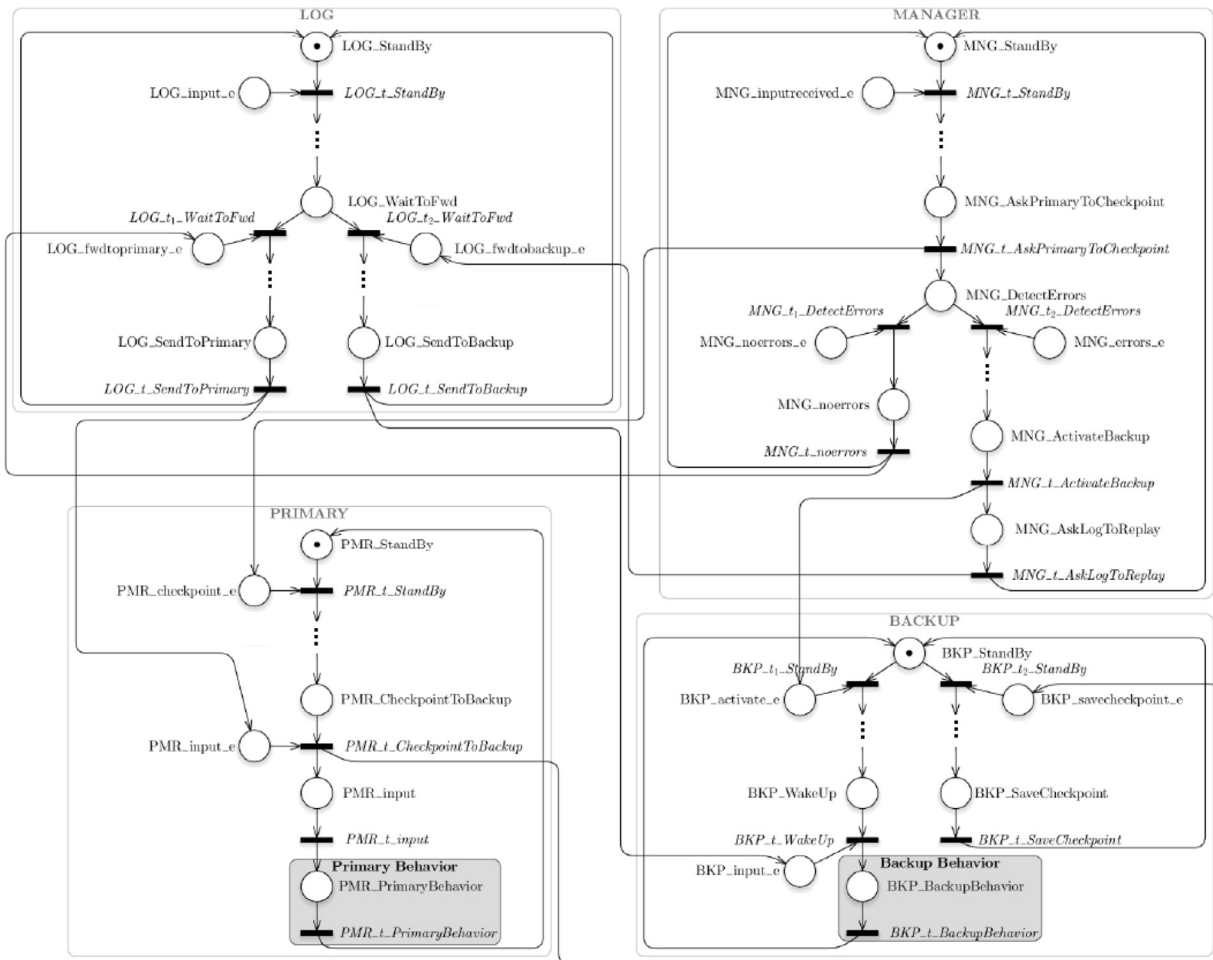 LOG
LOG_StandBy
LOG_input_e
LOG_t_StandBy
LOG_WaitToFwd
LOG_t₁_WaitToFwd
LOG_t₂_WaitToFwd
LOG_fwdtoprimary_e
LOG_fwdtobackup_e
LOG_SendToPrimary
LOG_SendToBackup
LOG_t_SendToPrimary
LOG_t_SendToBackup
MANAGER
MNG_StandBy
MNG_inputreceived_e
MNG_t_StandBy
MNG_AskPrimaryToCheckpoint
MNG_t_AskPrimaryToCheckpoint
MNG_DetectErrors
MNG_t₁_DetectErrors
MNG_t₂_DetectErrors
MNG_noerrors_e
MNG_errors_e
MNG_noerrors
MNG_ActivateBackup
MNG_t_noerrors
MNG_t_ActivateBackup
MNG_AskLogToReplay
MNG_t_AskLogToReplay
PRIMARY
PMR_StandBy
PMR_checkpoint_e
PMR_t_StandBy
PMR_CheckpointToBackup
PMR_input_e
PMR_t_CheckpointToBackup
PMR_input
PMR_t_input
Primary Behavior
PMR_PrimaryBehavior
PMR_t_PrimaryBehavior
BACKUP
BKP_StandBy
BKP_t₁_StandBy
BKP_t₂_StandBy
BKP_activate_e
BKP_savecheckpoint_e
BKP_WakeUp
BKP_SaveCheckpoint
BKP_t_WakeUp
BKP_t_SaveCheckpoint
BKP_input_e
Backup Behavior
BKP_BackupBehavior
BKP_t_BackupBehavior